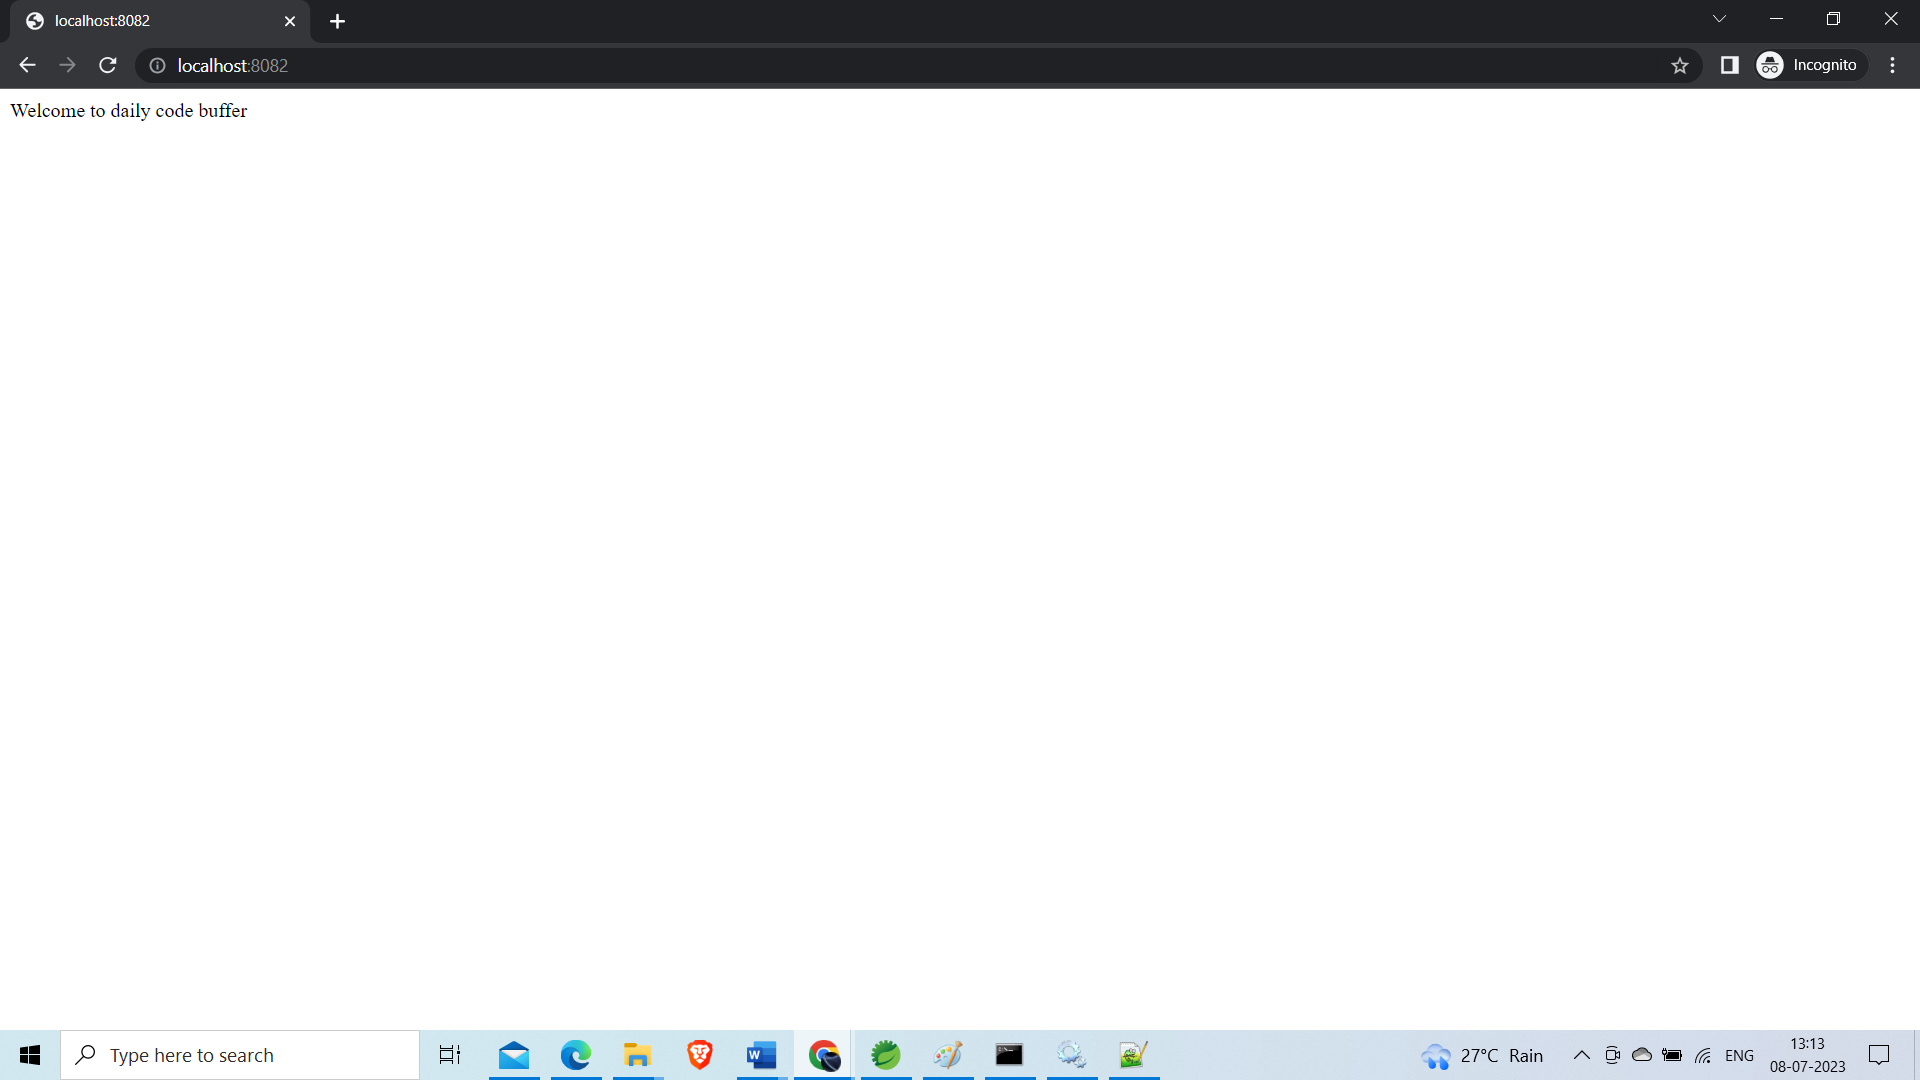 localhost:8082
localhost:8082
Incognito
Welcome to daily code buffer
Type here to search
27°C Rain
ENG
13:13
08-07-2023